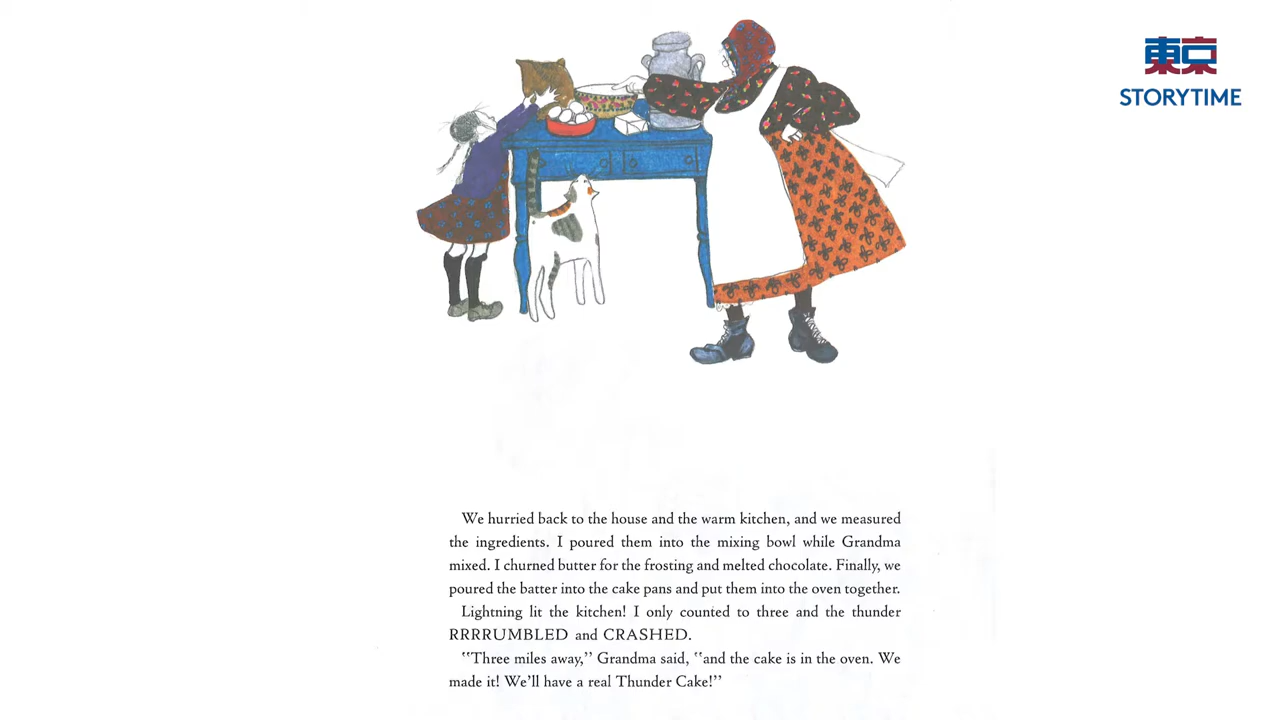 東京
STORYTIME
We hurried back to the house and the warm kitchen, and we measured
the ingredients. I poured them into the mixing bowl while Grandma
mixed. I churned butter for the frosting and melted chocolate. Finally, we
poured the batter into the cake pans and put them into the oven together.
Lightning lit the kitchen! I only counted to three and the thunder
RRRRUMBLED and CRASHED.
"Three miles away," Grandma said, "and the cake is in the oven. We
made it! We'll have a real Thunder Cake!"